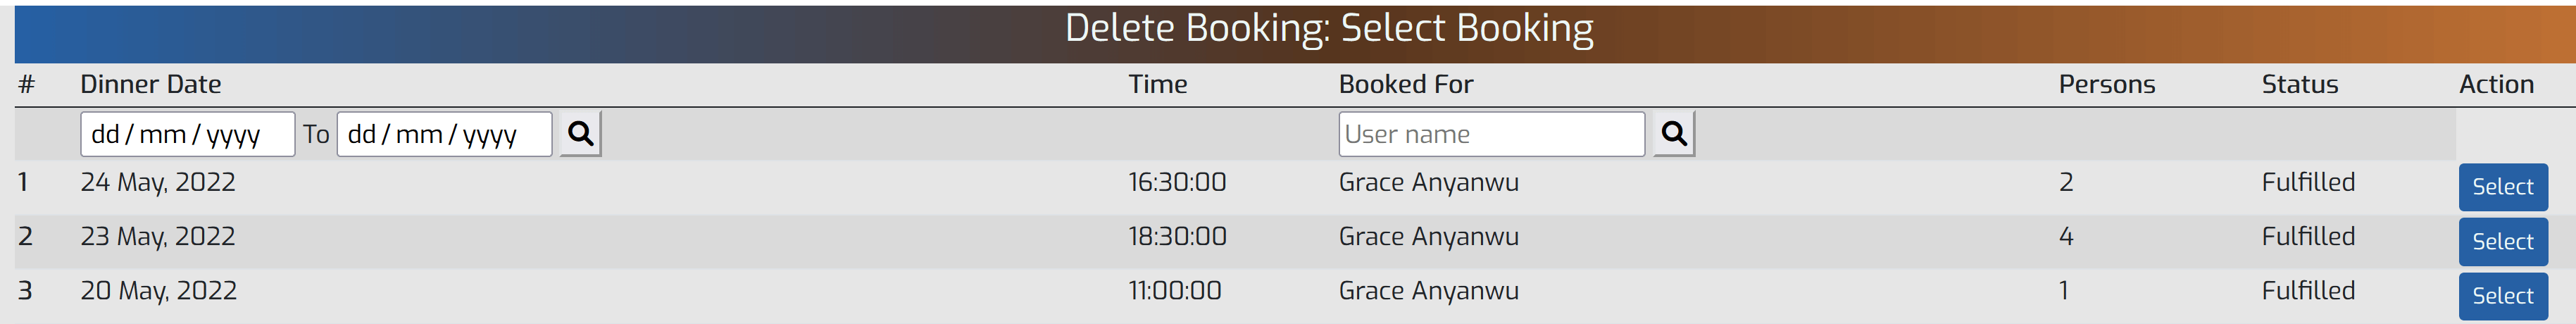 Delete Booking: Select Booking
# Dinner Date Time Booked For Persons Status Action
dd / mm / yyyy To dd / mm / yyyy User name
1 24 May, 2022 16:30:00 Grace Anyanwu 2 Fulfilled Select
2 23 May, 2022 18:30:00 Grace Anyanwu 4 Fulfilled Select
3 20 May, 2022 11:00:00 Grace Anyanwu 1 Fulfilled Select